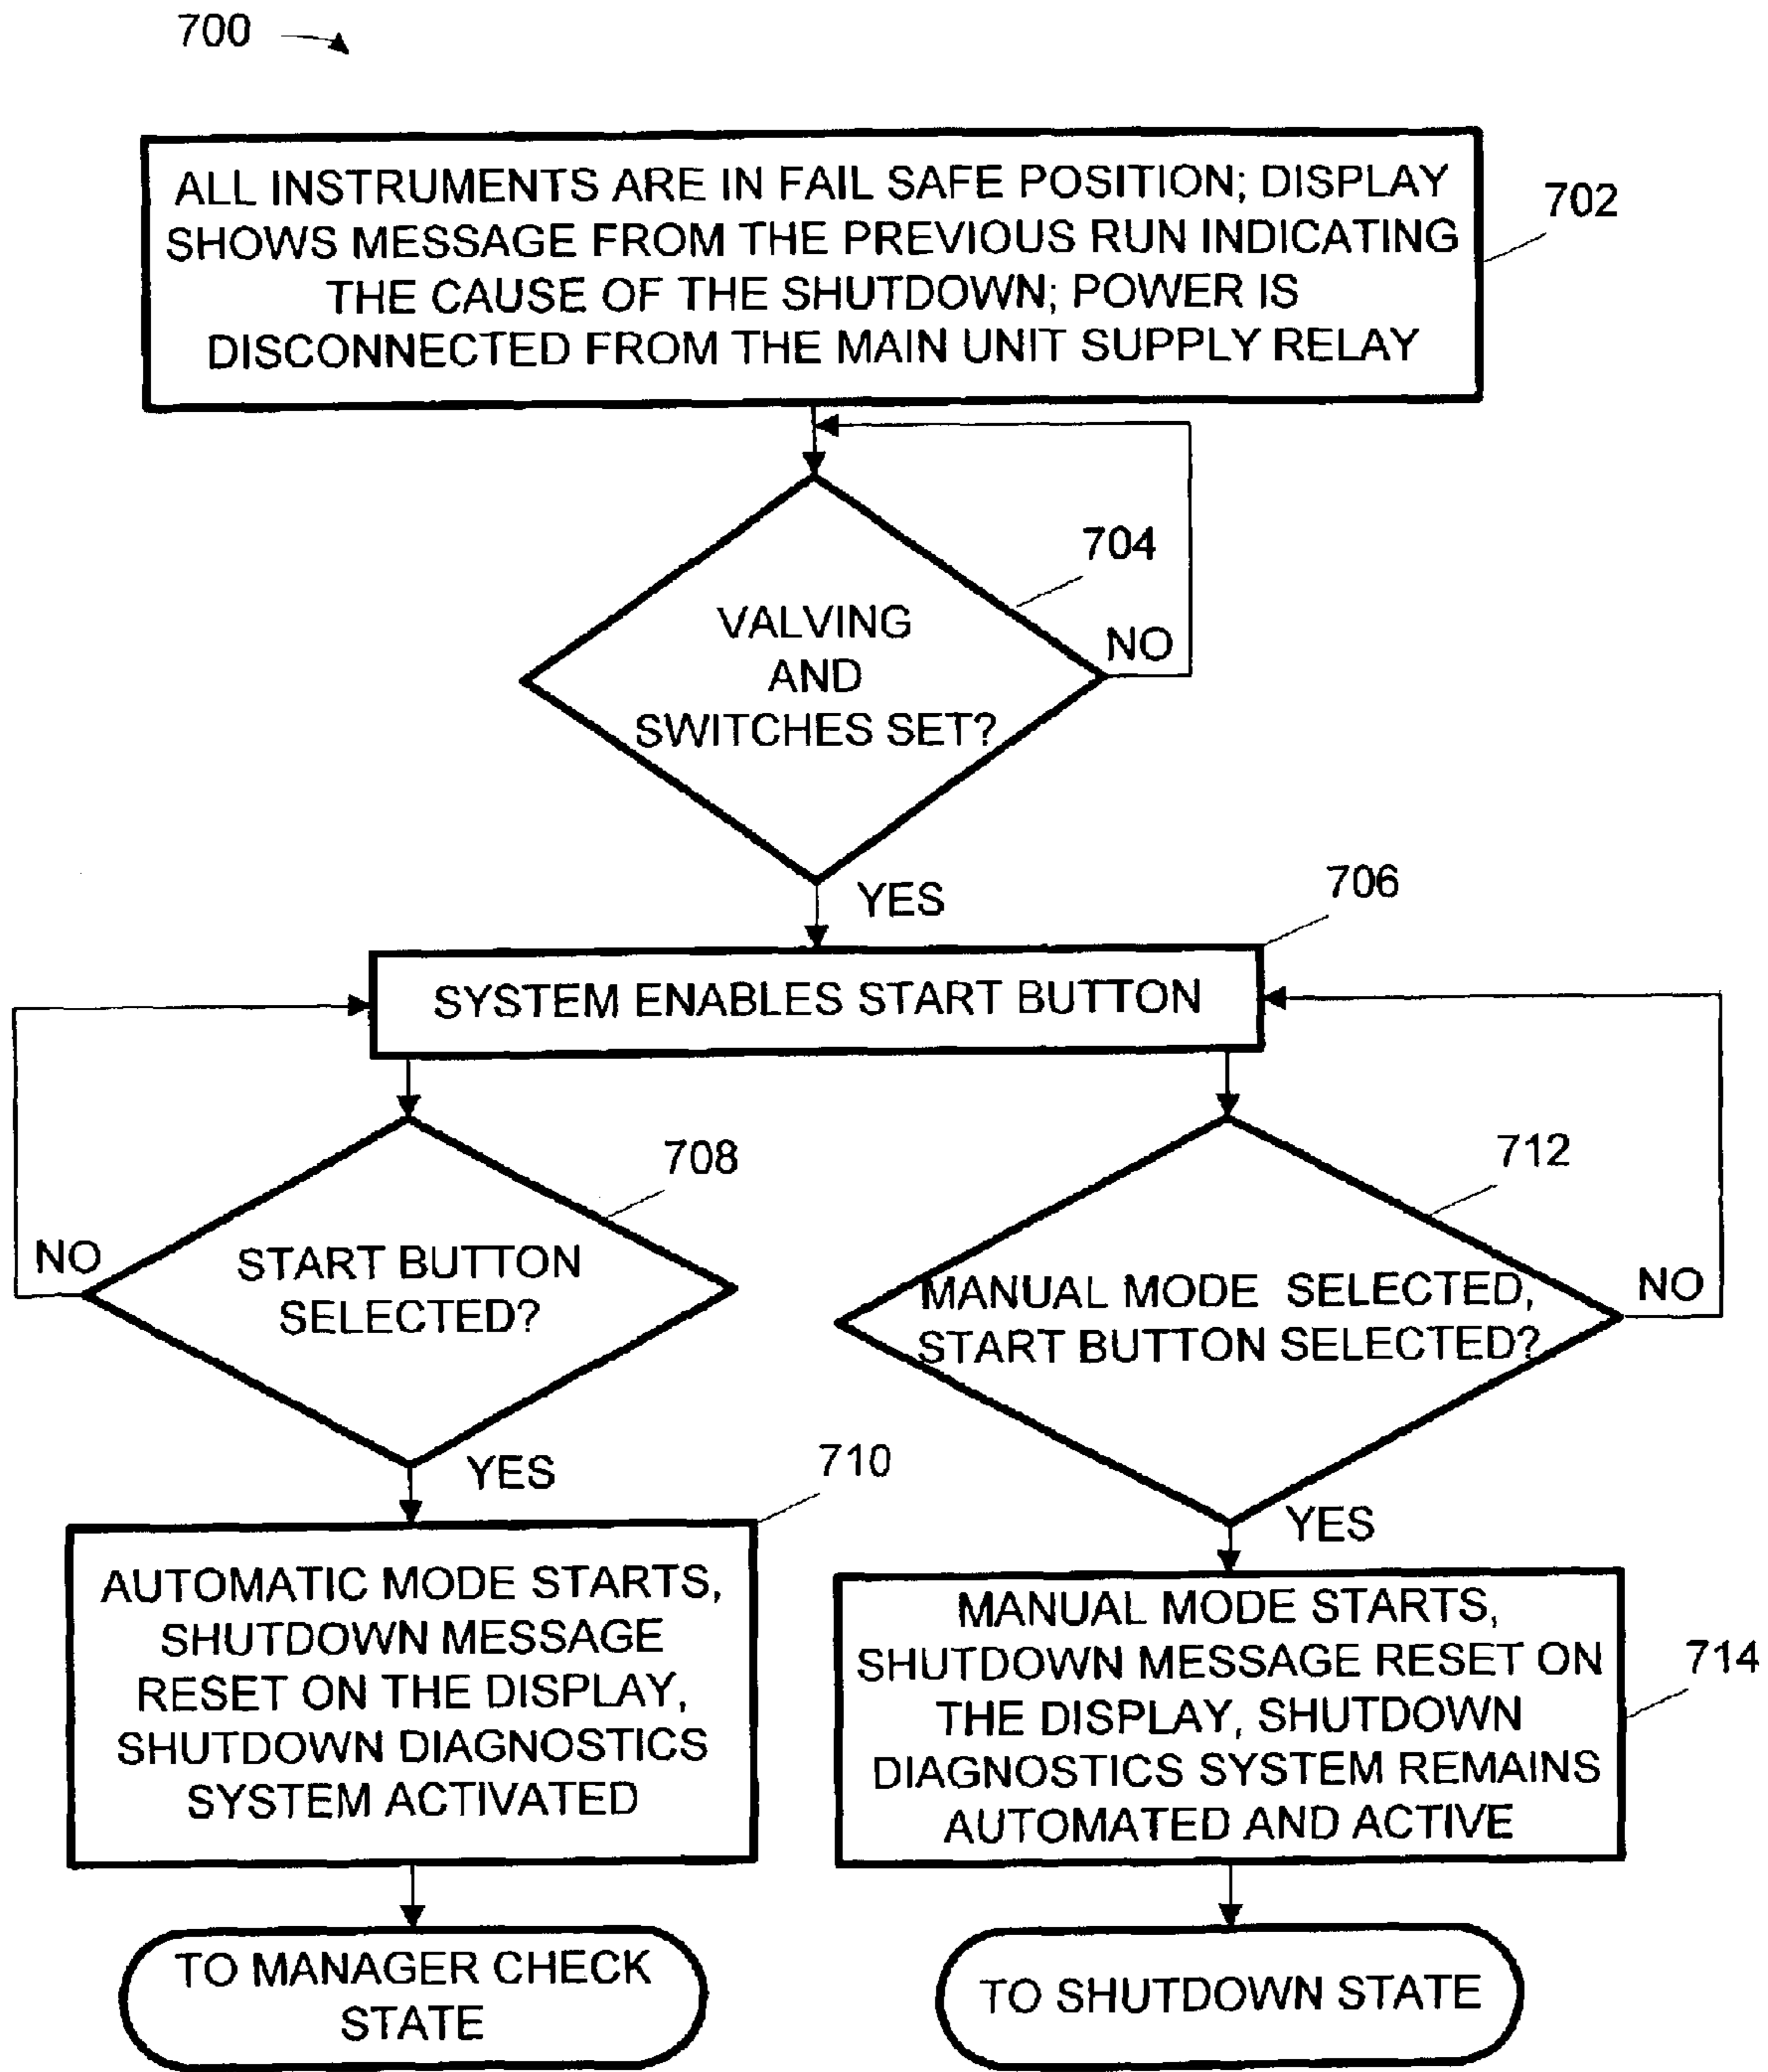 700
ALL INSTRUMENTS ARE IN FAIL SAFE POSITION; DISPLAY
SHOWS MESSAGE FROM THE PREVIOUS RUN INDICATING
THE CAUSE OF THE SHUTDOWN; POWER IS
DISCONNECTED FROM THE MAIN UNIT SUPPLY RELAY
702
704
VALVING
AND
SWITCHES SET?
NO
YES
706
SYSTEM ENABLES START BUTTON
708
START BUTTON
SELECTED?
NO
YES
712
MANUAL MODE SELECTED,
START BUTTON SELECTED?
NO
YES
710
AUTOMATIC MODE STARTS,
SHUTDOWN MESSAGE
RESET ON THE DISPLAY,
SHUTDOWN DIAGNOSTICS
SYSTEM ACTIVATED
MANUAL MODE STARTS,
SHUTDOWN MESSAGE RESET ON
THE DISPLAY, SHUTDOWN
DIAGNOSTICS SYSTEM REMAINS
AUTOMATED AND ACTIVE
714
TO MANAGER CHECK
STATE
TO SHUTDOWN STATE